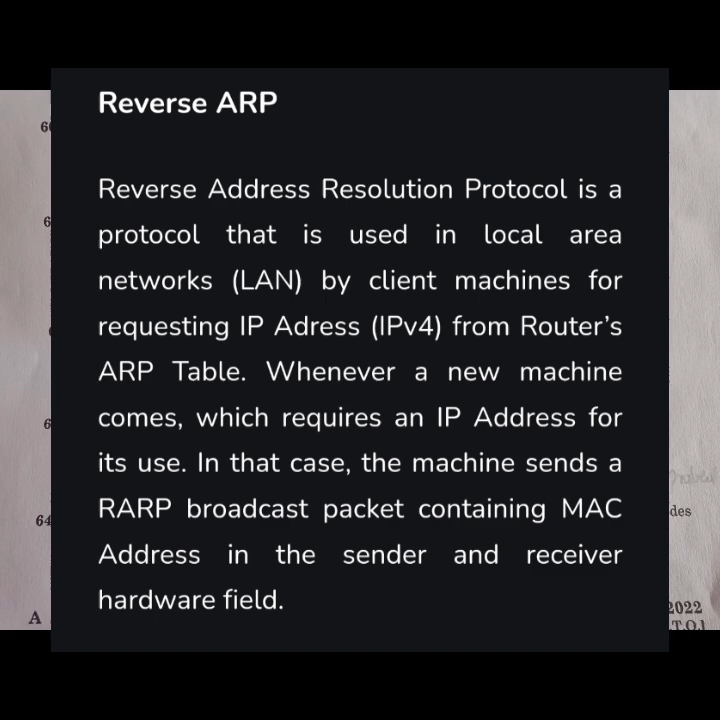 Reverse ARP
Reverse Address Resolution Protocol is a
protocol that is used in local area
networks (LAN) by client machines for
requesting IP Adress (IPv4) from Router's
ARP Table. Whenever a new machine
comes, which requires an IP Address for
its use. In that case, the machine sends a
RARP broadcast packet containing MAC
Address in the sender and receiver
hardware field.
64
A
des
2022
T.O.J